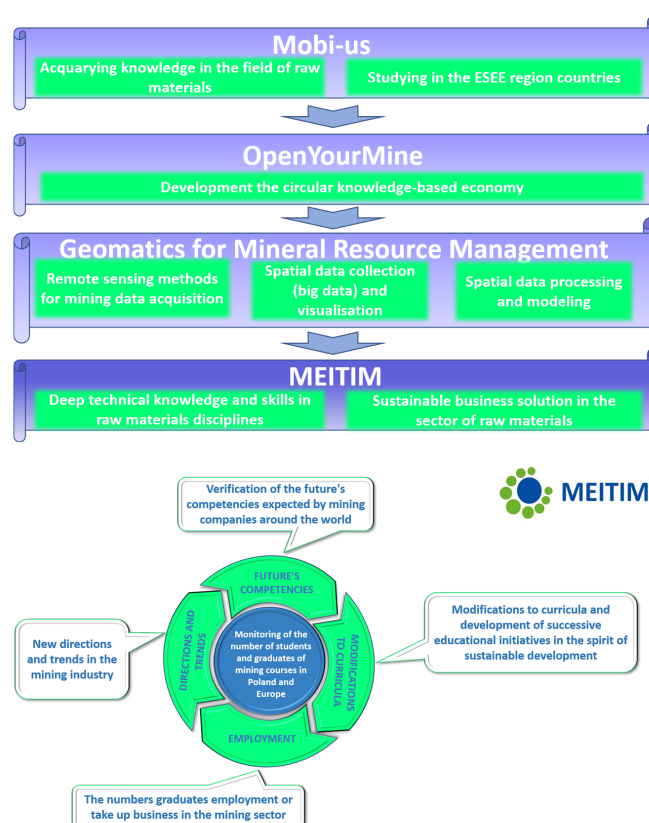 Mobi-us
Acquarying knowledge in the field of raw
materials
Studying in the ESEE region countries
OpenYourMine
Development the circular knowledge-based economy
Geomatics for Mineral Resource Management
Remote sensing methods
for mining data acquisition
Spatial data collection
(big data) and
visualisation
Spatial data processing
and modeling
MEITIM
Deep technical knowledge and skills in
raw materials disciplines
Sustainable business solution in the
sector of raw materials
MEITIM
Verification of the future's
competencies expected by mining
companies around the world
FUTURE'S
COMPETENCIES
New directions
and trends in the
mining industry
DIRECTIONS AND
TRENDS
Monitoring of the
number of students
and graduates of
mining courses in
Poland and
Europe
MODIFICATIONS
TO CURRICULA
Modifications to curricula and
development of successive
educational initiatives in the spirit of
sustainable development
EMPLOYMENT
The numbers graduates employment or
take up business in the mining sector